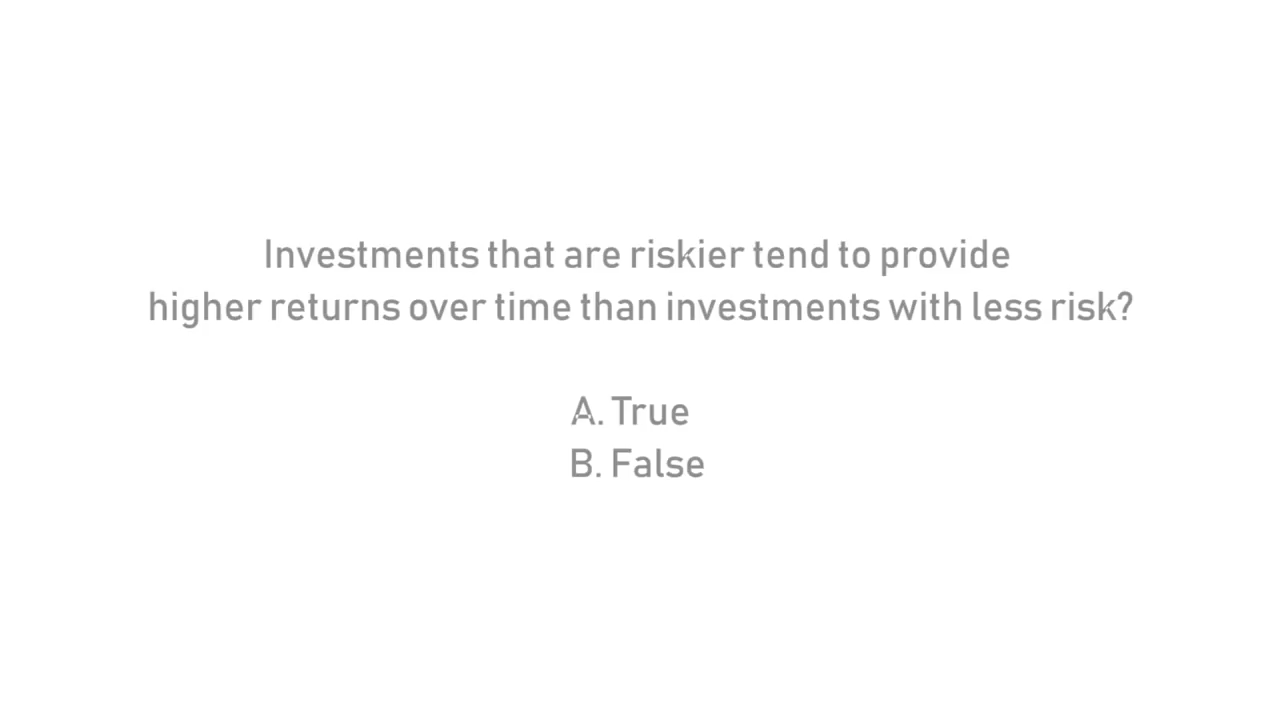 Investments that are riskier tend to provide
higher returns over time than investments with less risk?
A. True
B. False